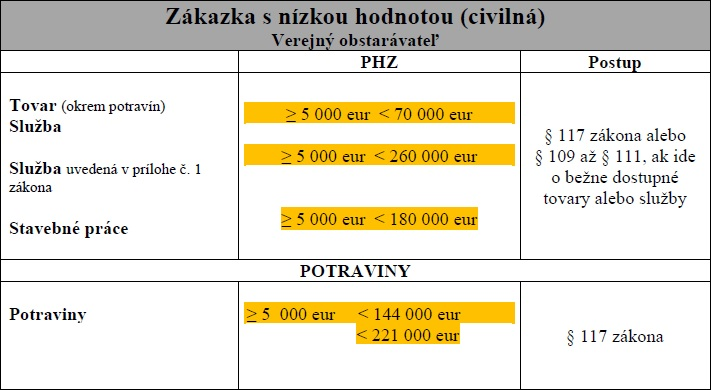 Zákazka s nízkou hodnotou (civilná)
Verejný obstarávateľ
PHZ
Postup
Tovar (okrem potravín)
Služba
≥ 5 000 eur < 70 000 eur
Služba uvedená v prílohe č. 1
zákona
≥ 5 000 eur < 260 000 eur
Stavebné práce
≥ 5 000 eur < 180 000 eur
§ 117 zákona alebo
§ 109 až § 111, ak ide
o bežne dostupné
tovary alebo služby
POTRAVINY
Potraviny
≥ 5 000 eur < 144 000 eur
< 221 000 eur
§ 117 zákona